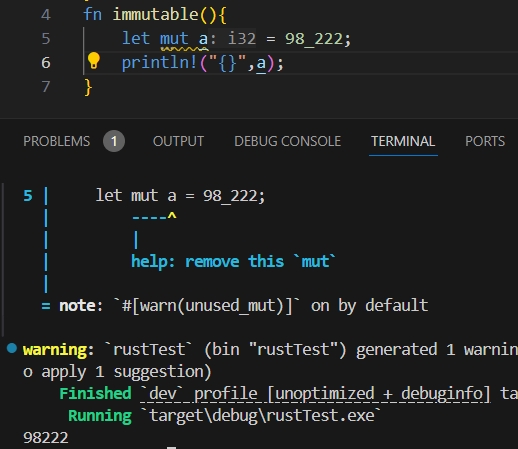 4 fn immutable(){
5 let mut a: i32 = 98_222;
6 println!("{}",a);
7 }
PROBLEMS 1 OUTPUT DEBUG CONSOLE TERMINAL PORTS
5 | let mut a = 98_222;
| ----^
| |
| help: remove this `mut`
|
= note: `#[warn(unused_mut)]` on by default
warning: `rustTest` (bin "rustTest") generated 1 warnin
o apply 1 suggestion)
Finished `dev` profile [unoptimized + debuginfo] ta
Running `target\debug\rustTest.exe`
98222